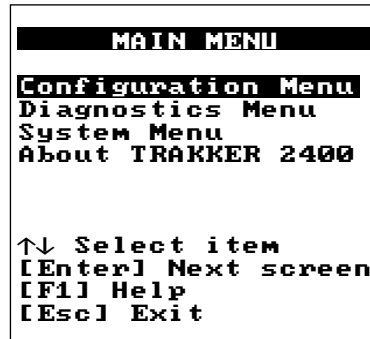 MAIN MENU
Configuration Menu
Diagnostics Menu
System Menu
About TRAKKER 2400
↑↓ Select item
[Enter] Next screen
[F1] Help
[Esc] Exit